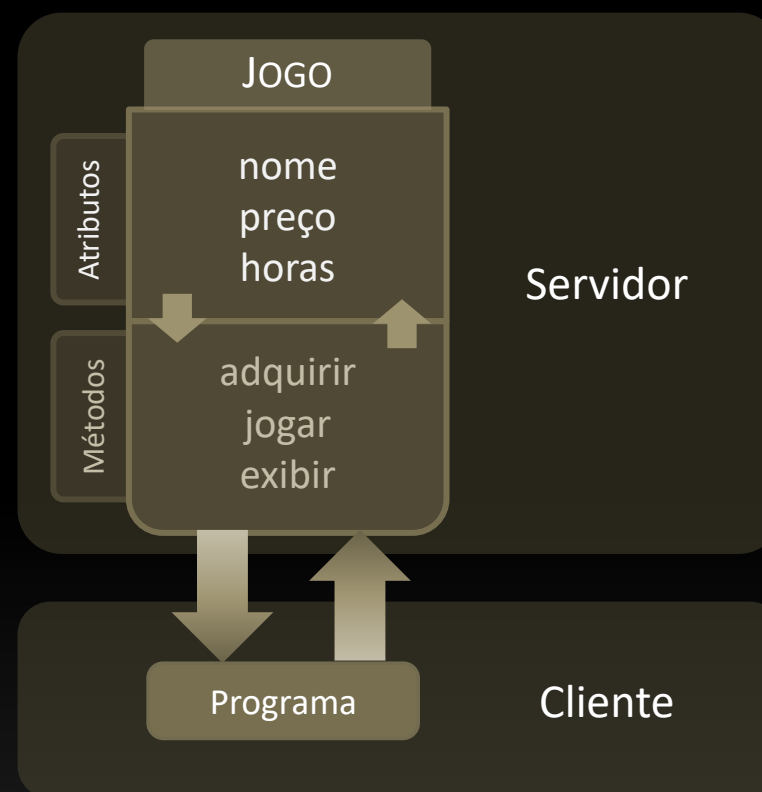 JOGO
Atributos
nome
preço
horas
Servidor
Métodos
adquirir
jogar
exibir
Programa
Cliente